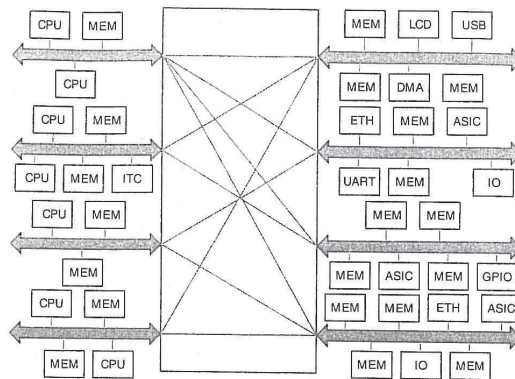 CPU MEM
CPU
CPU MEM
CPU MEM ITC
CPU MEM
MEM
CPU MEM
MEM CPU
MEM LCD USB
MEM DMA MEM
ETH MEM ASIC
UART MEM IO
MEM MEM
MEM ASIC MEM GPIO
MEM MEM ETH ASIC
MEM IO MEM